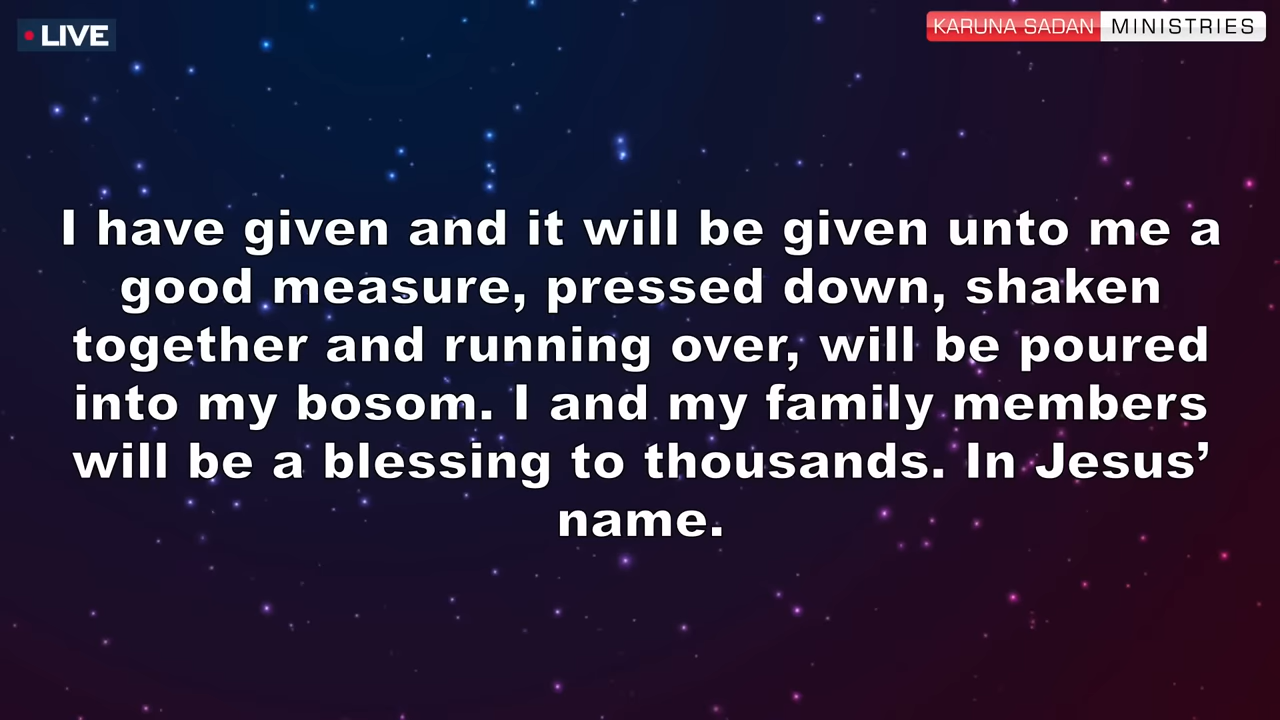 LIVE
KARUNA SADAN MINISTRIES
I have given and it will be given unto me a
good measure, pressed down, shaken
together and running over, will be poured
into my bosom. I and my family members
will be a blessing to thousands. In Jesus’
name.